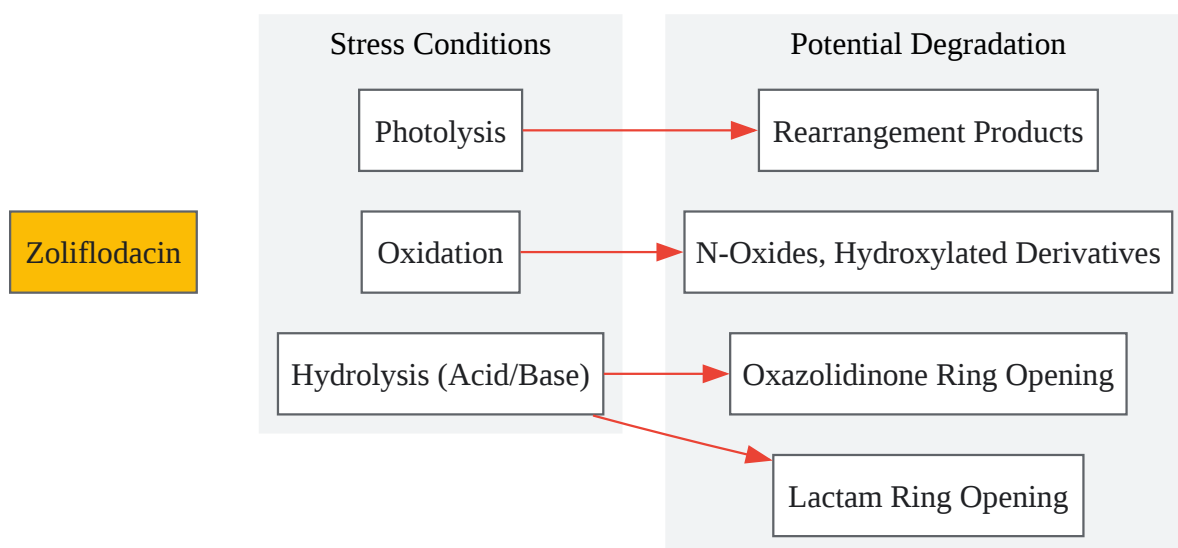 Stress Conditions
Potential Degradation
Photolysis
Rearrangement Products
Zoliflodacin
Oxidation
N-Oxides, Hydroxylated Derivatives
Hydrolysis (Acid/Base)
Oxazolidinone Ring Opening
Lactam Ring Opening